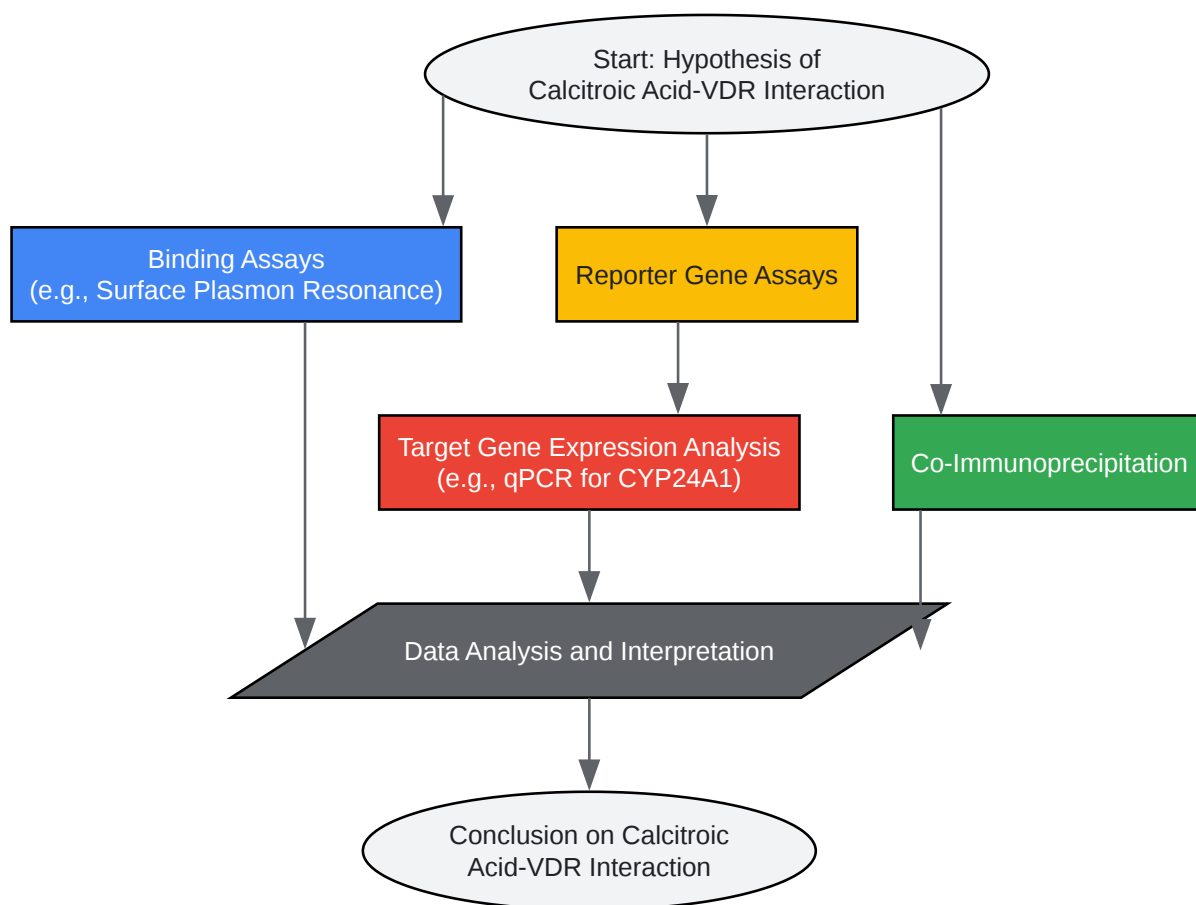 Start: Hypothesis of
Calcitroic Acid-VDR Interaction
Binding Assays
(e.g., Surface Plasmon Resonance)
Reporter Gene Assays
Target Gene Expression Analysis
(e.g., qPCR for CYP24A1)
Co-Immunoprecipitation
Data Analysis and Interpretation
Conclusion on Calcitroic
Acid-VDR Interaction